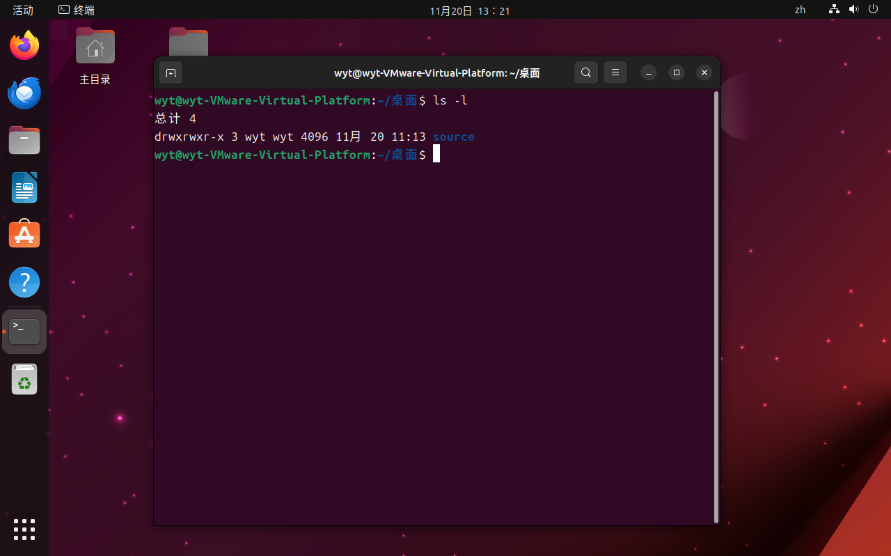 活动 终端 11月20日 13：21 zh
主目录
wyt@wyt-VMware-Virtual-Platform: ~/桌面
wyt@wyt-VMware-Virtual-Platform:~/桌面$ ls -l
总计 4
drwxrwxr-x 3 wyt wyt 4096 11月 20 11:13 source
wyt@wyt-VMware-Virtual-Platform:~/桌面$